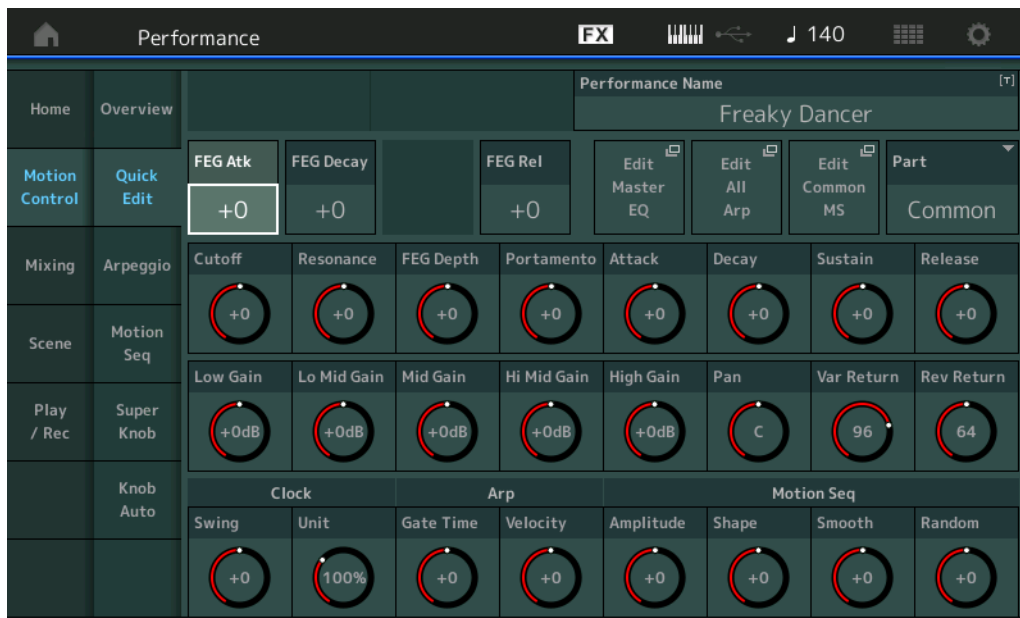 Performance
FX
♩ 140
Home
Overview
Performance Name
[T]
Freaky Dancer
Motion
Control
Quick
Edit
FEG Atk
+0
FEG Decay
+0
FEG Rel
+0
Edit
Master
EQ
Edit
All
Arp
Edit
Common
MS
Part
Common
Mixing
Arpeggio
Cutoff
Resonance
FEG Depth
Portamento
Attack
Decay
Sustain
Release
+0
+0
+0
+0
+0
+0
+0
+0
Scene
Motion
Seq
Low Gain
Lo Mid Gain
Mid Gain
Hi Mid Gain
High Gain
Pan
Var Return
Rev Return
+0dB
+0dB
+0dB
+0dB
+0dB
C
96
64
Play
/ Rec
Super
Knob
Knob
Auto
Clock
Arp
Motion Seq
Swing
Unit
Gate Time
Velocity
Amplitude
Shape
Smooth
Random
+0
100%
+0
+0
+0
+0
+0
+0